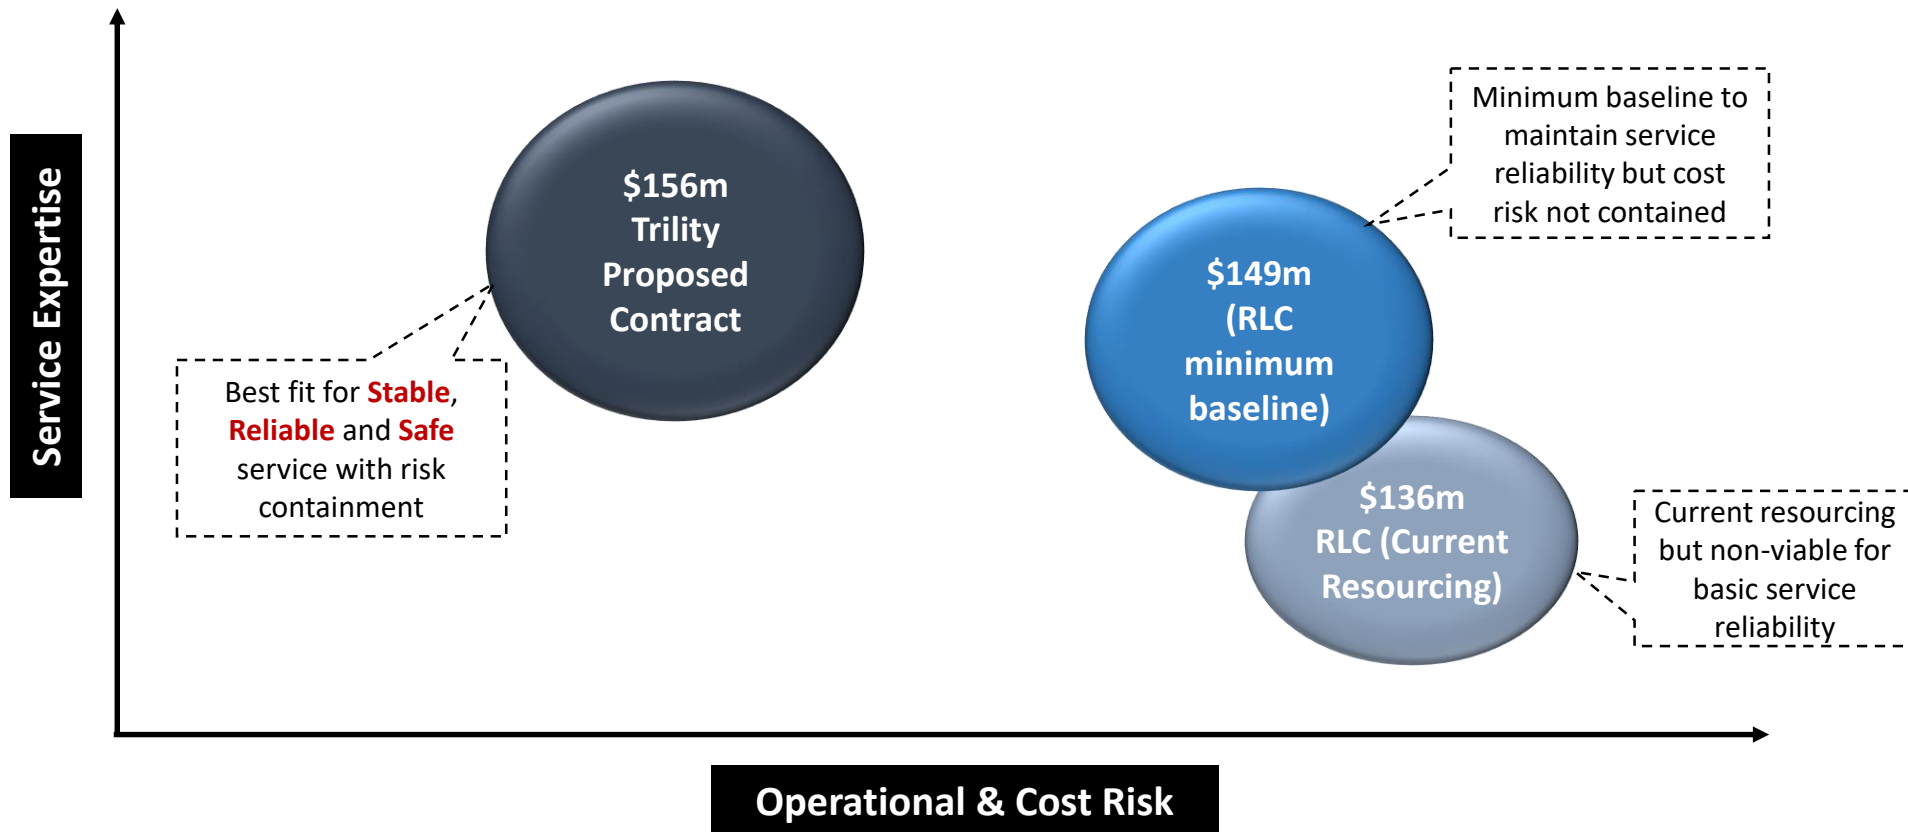 Service Expertise
$156m
Trility
Proposed
Contract
Best fit for Stable,
Reliable and Safe
service with risk
containment
$149m
(RLC
minimum
baseline)
Minimum baseline to
maintain service
reliability but cost
risk not contained
$136m
RLC (Current
Resourcing)
Current resourcing
but non-viable for
basic service
reliability
Operational & Cost Risk